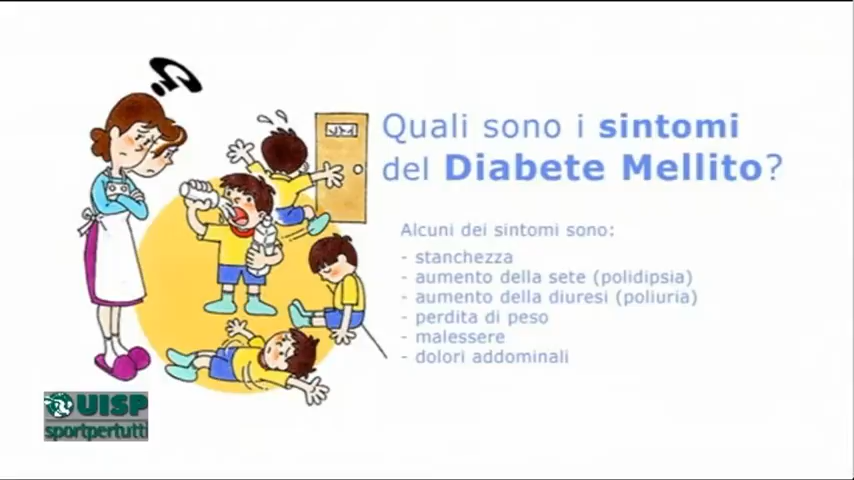 Quali sono i sintomi
del Diabete Mellito?
Alcuni dei sintomi sono:
- stanchezza
- aumento della sete (polidipsia)
- aumento della diuresi (poliuria)
- perdita di peso
- malessere
- dolori addominali
UISP
sportpertutti